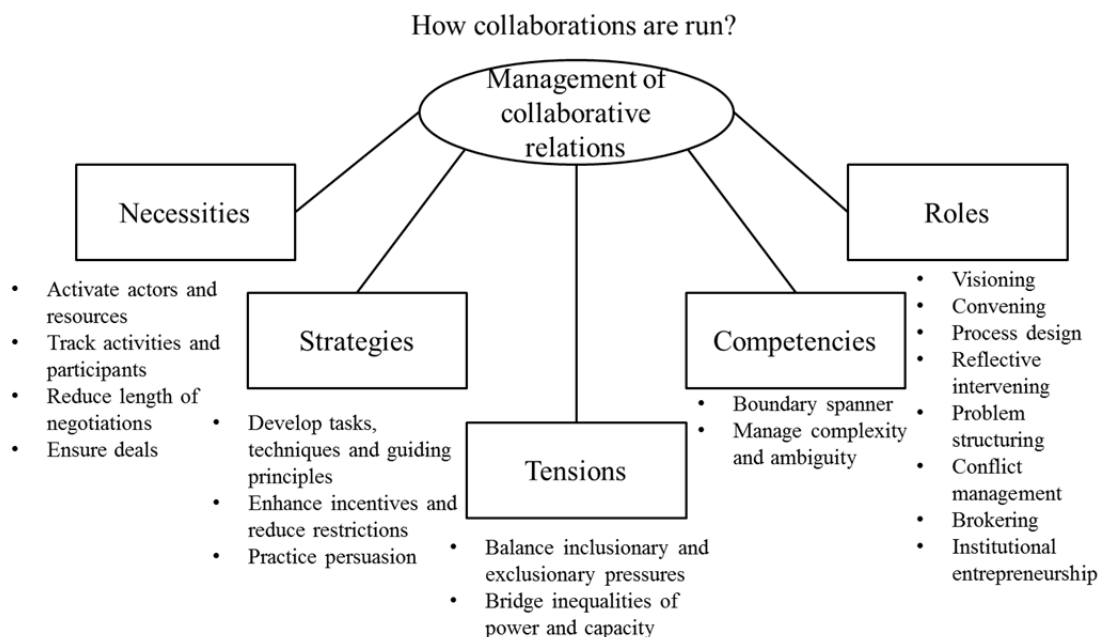 How collaborations are run?
Management of
collaborative
relations
Necessities
• Activate actors and
resources
• Track activities and
participants
• Reduce length of
negotiations
• Ensure deals
Strategies
• Develop tasks,
techniques and guiding
principles
• Enhance incentives and
reduce restrictions
• Practice persuasion
Tensions
• Balance inclusionary and
exclusionary pressures
• Bridge inequalities of
power and capacity
Competencies
• Boundary spanner
• Manage complexity
and ambiguity
Roles
• Visioning
• Convening
• Process design
• Reflective
intervening
• Problem
structuring
• Conflict
management
• Brokering
• Institutional
entrepreneurship